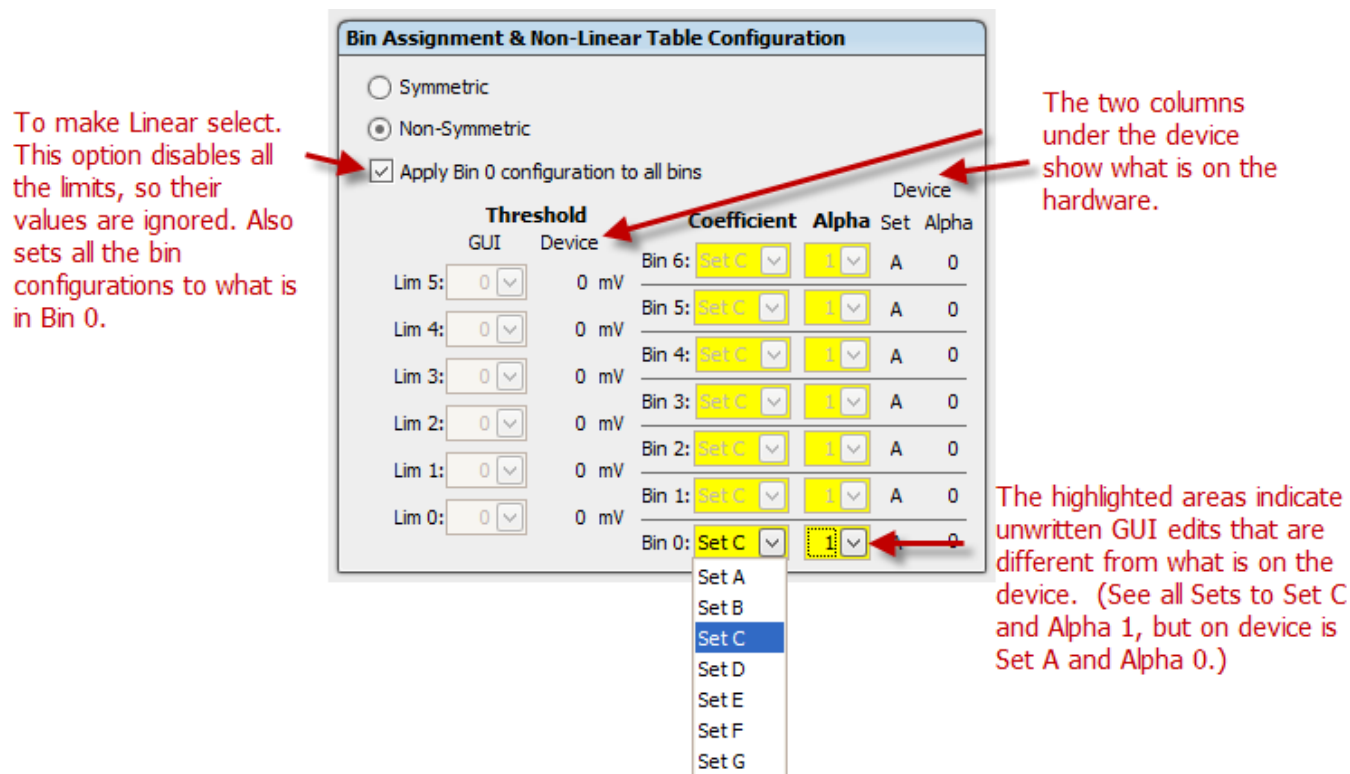 Bin Assignment & Non-Linear Table Configuration
Symmetric
Non-Symmetric
Apply Bin 0 configuration to all bins
To make Linear select.
This option disables all
the limits, so their
values are ignored. Also
sets all the bin
configurations to what is
in Bin 0.
The two columns
under the device
show what is on the
hardware.
Threshold
GUI Device
Lim 5: 0 0 mV
Lim 4: 0 0 mV
Lim 3: 0 0 mV
Lim 2: 0 0 mV
Lim 1: 0 0 mV
Lim 0: 0 0 mV
Device
Coefficient Alpha Set Alpha
Bin 6: Set C 1 A 0
Bin 5: Set C 1 A 0
Bin 4: Set C 1 A 0
Bin 3: Set C 1 A 0
Bin 2: Set C 1 A 0
Bin 1: Set C 1 A 0
Bin 0: Set C 1
Set A
Set B
Set C
Set D
Set E
Set F
Set G
The highlighted areas indicate
unwritten GUI edits that are
different from what is on the
device. (See all Sets to Set C
and Alpha 1, but on device is
Set A and Alpha 0.)